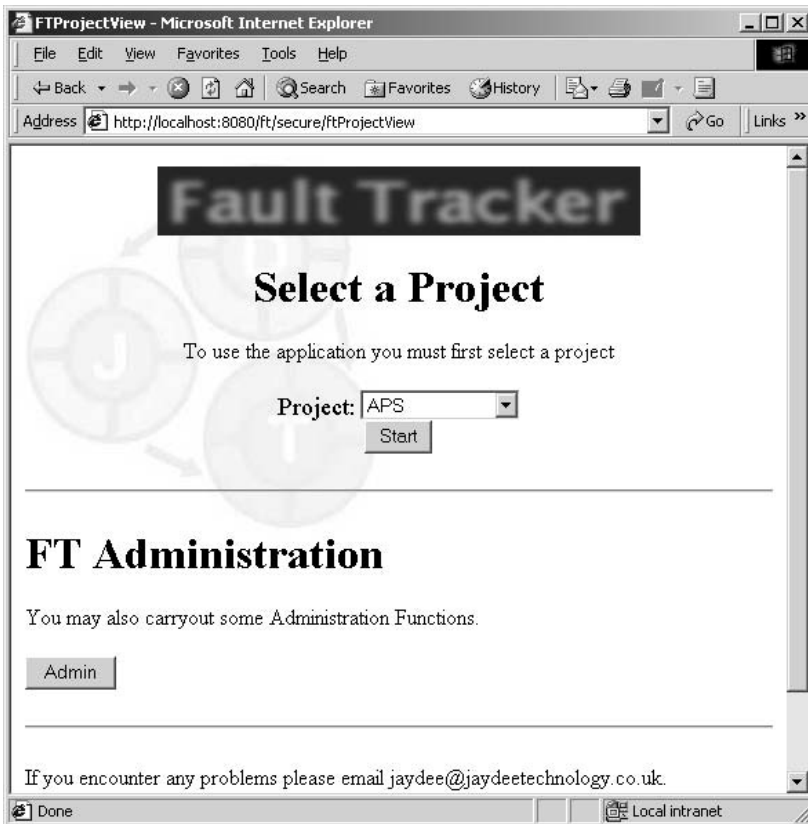 FTProjectView - Microsoft Internet Explorer
File Edit View Favorites Tools Help
Back Search Favorites History
Address http://localhost:8080/ft/secure/ftProjectView Go Links »
Fault Tracker
Select a Project
To use the application you must first select a project
Project: APS
Start
FT Administration
You may also carryout some Administration Functions.
Admin
If you encounter any problems please email jaydee@jaydeetechnology.co.uk.
Done Local intranet
J
T